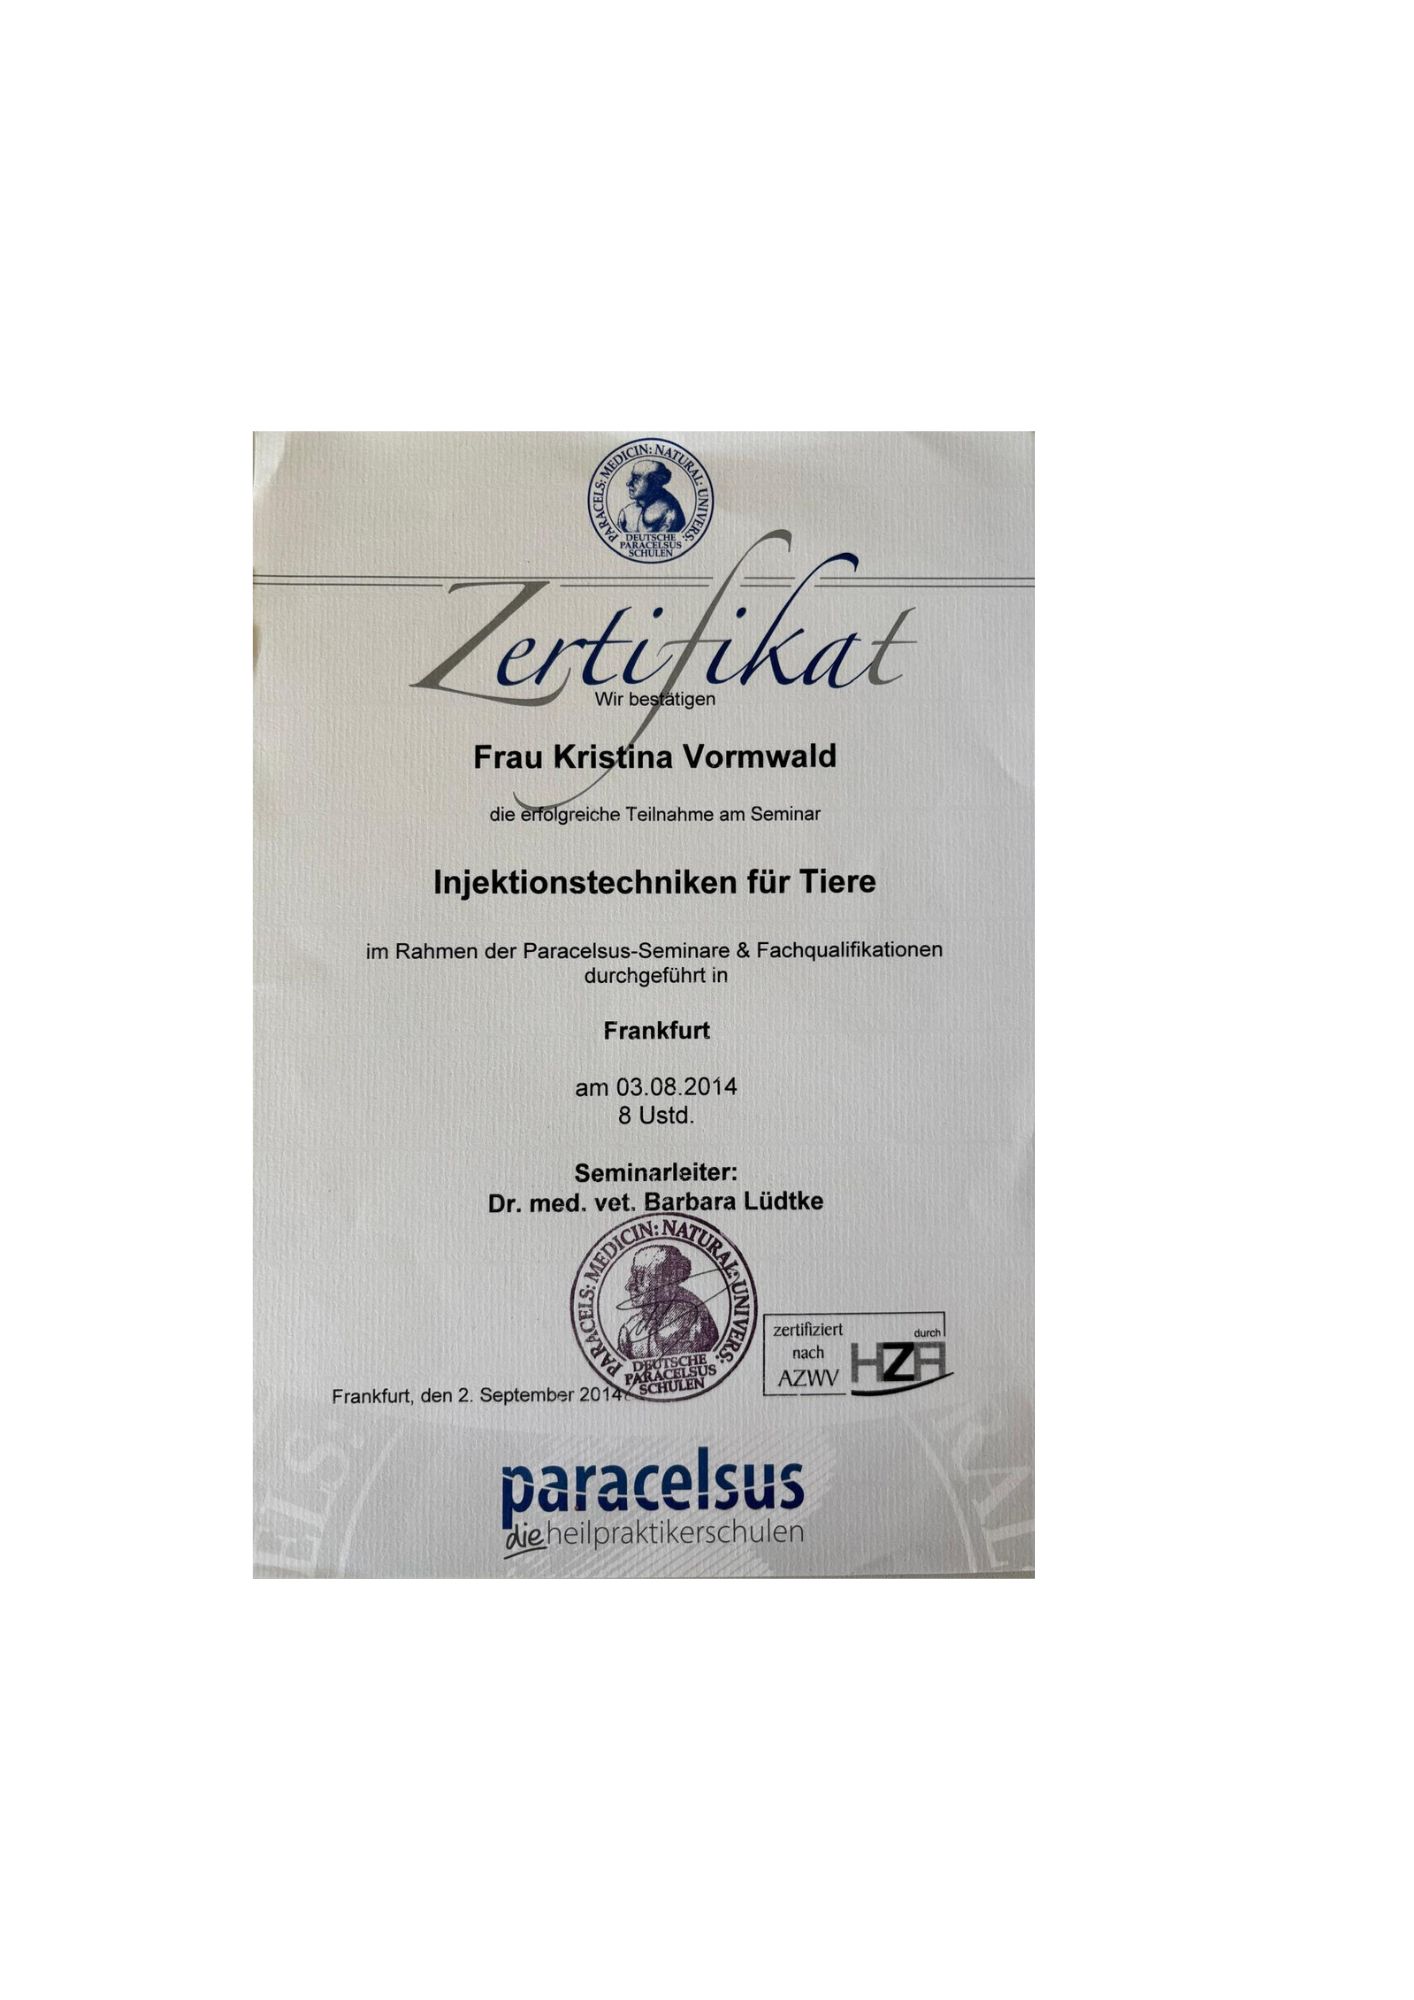 PARACELS: MEDICIN: NATURAL: UNIVERS:
DEUTSCHE
PARACELSUS
SCHULEN
Zertifikat
Wir bestätigen
Frau Kristina Vormwald
die erfolgreiche Teilnahme am Seminar
Injektionstechniken für Tiere
im Rahmen der Paracelsus-Seminare & Fachqualifikationen
durchgeführt in
Frankfurt
am 03.08.2014
8 Ustd.
Seminarleiter:
Dr. med. vet. Barbara Lüdtke
PARACELS: MEDICIN: NATURAL: UNIVERS:
DEUTSCHE
PARACELSUS
SCHULEN
zertifiziert
durch
nach
AZWV
HZA
Frankfurt, den 2. September 2014
ELS:
RAL
paracelsus
die heilpraktikerschulen